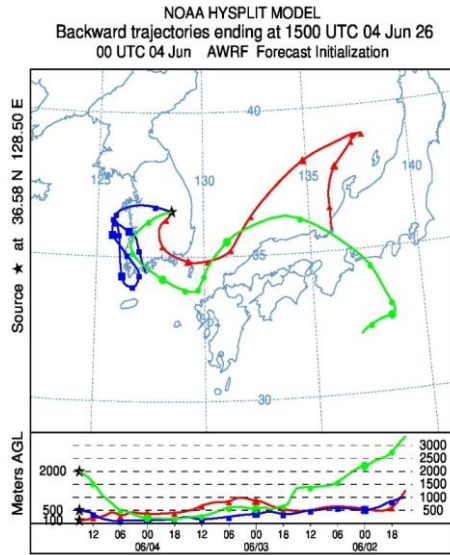 NOAA HYSPLIT MODEL
Backward trajectories ending at 1500 UTC 04 Jun 26
00 UTC 04 Jun AWRF Forecast Initialization
Source ★ at 36.58 N 128.50 E
125
130
40
135
140
35
30
Meters AGL
2000
500
100
3000
2500
2000
1500
1000
500
12 06 00 18 12 06 00 18 12 06 00 18
06/04 06/03 06/02